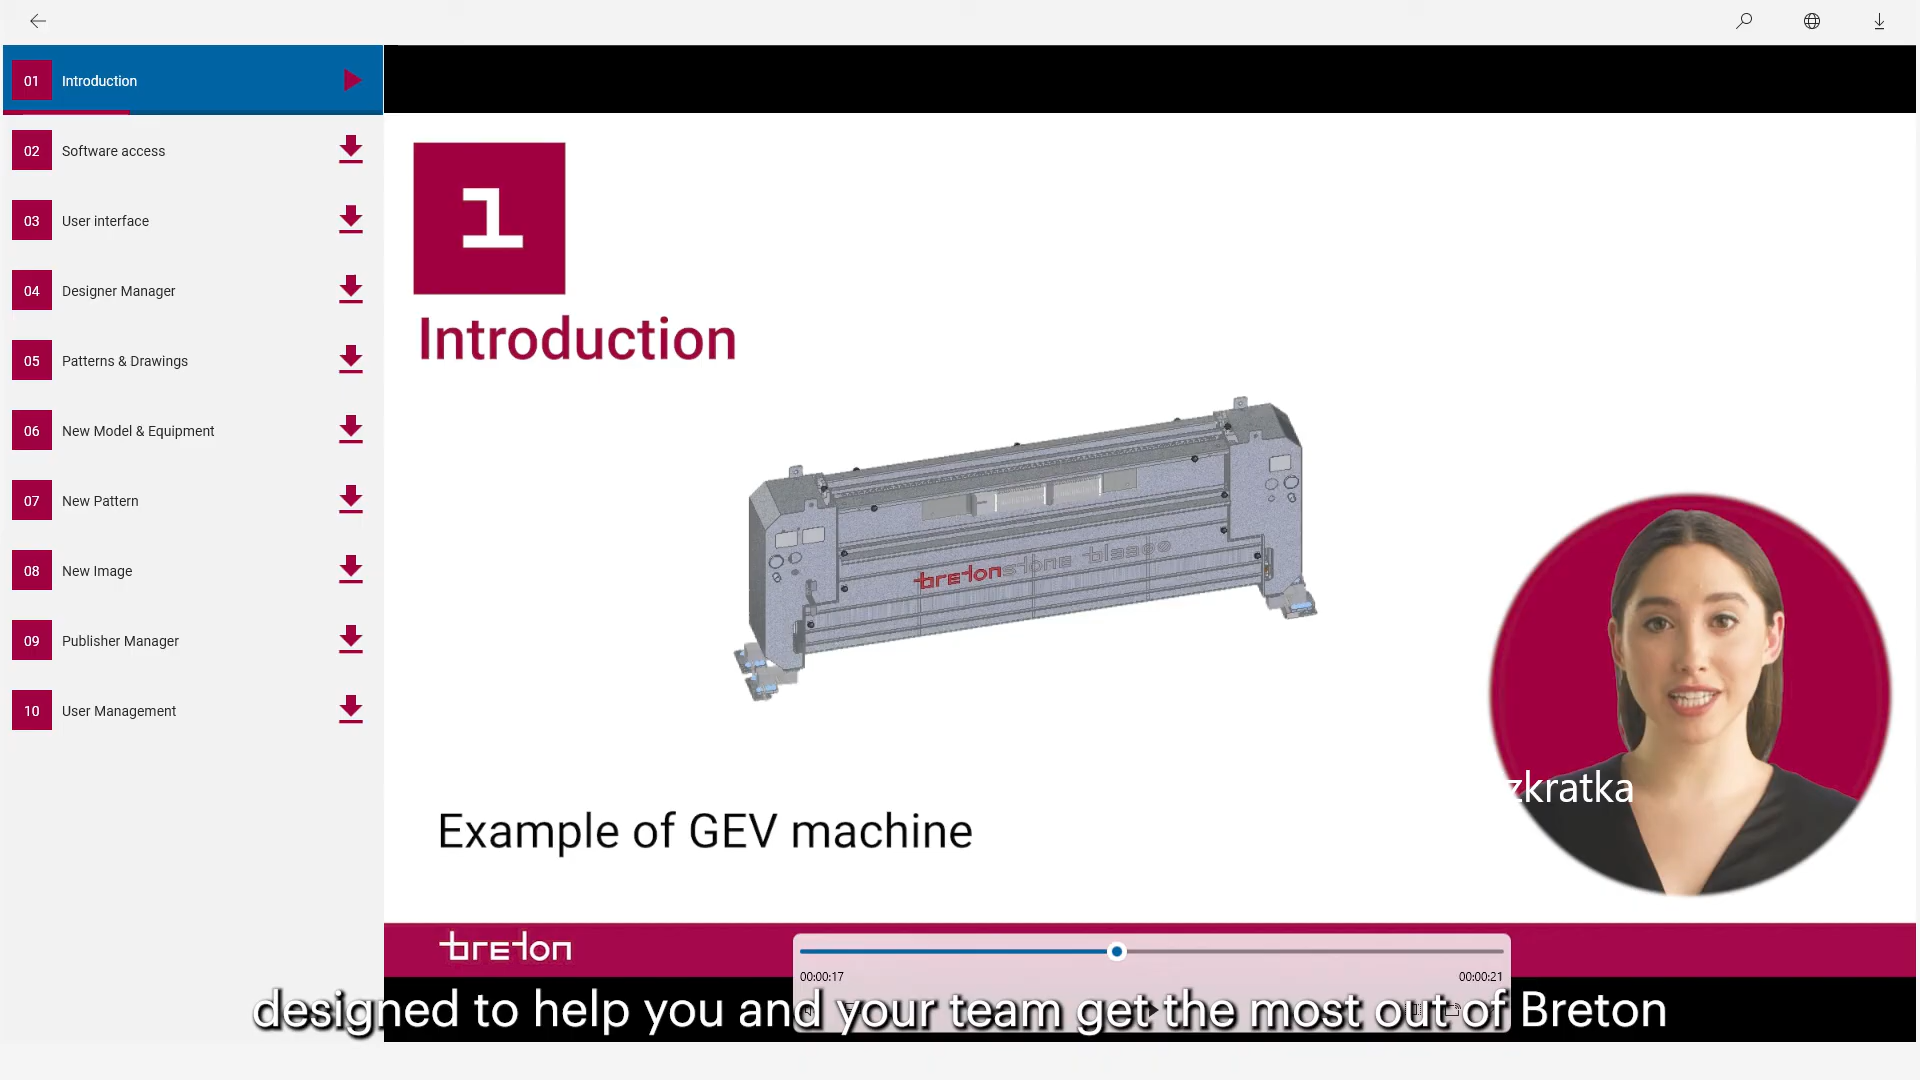 01 Introduction
02 Software access
03 User interface
04 Designer Manager
05 Patterns & Drawings
06 New Model & Equipment
07 New Pattern
08 New Image
09 Publisher Manager
10 User Management
1
Introduction
bretonstone
Example of GEV machine
zkratka
breton
00:00:17
00:00:21
designed to help you and your team get the most out of Breton